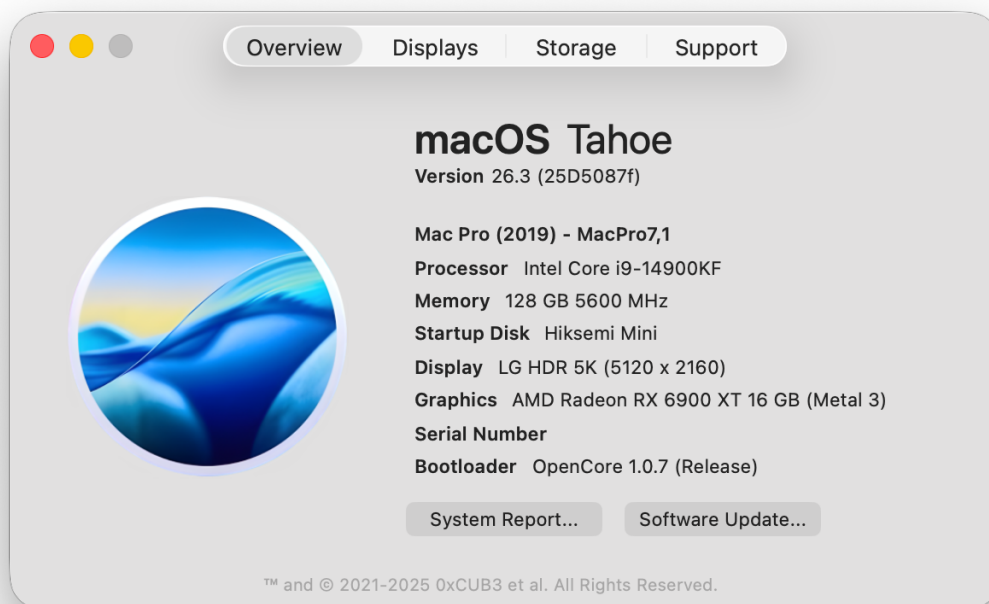 Overview Displays Storage Support
macOS Tahoe
Version 26.3 (25D5087f)
Mac Pro (2019) - MacPro7,1
Processor Intel Core i9-14900KF
Memory 128 GB 5600 MHz
Startup Disk Hiksemi Mini
Display LG HDR 5K (5120 x 2160)
Graphics AMD Radeon RX 6900 XT 16 GB (Metal 3)
Serial Number
Bootloader OpenCore 1.0.7 (Release)
System Report... Software Update...
™ and © 2021-2025 0xCUB3 et al. All Rights Reserved.